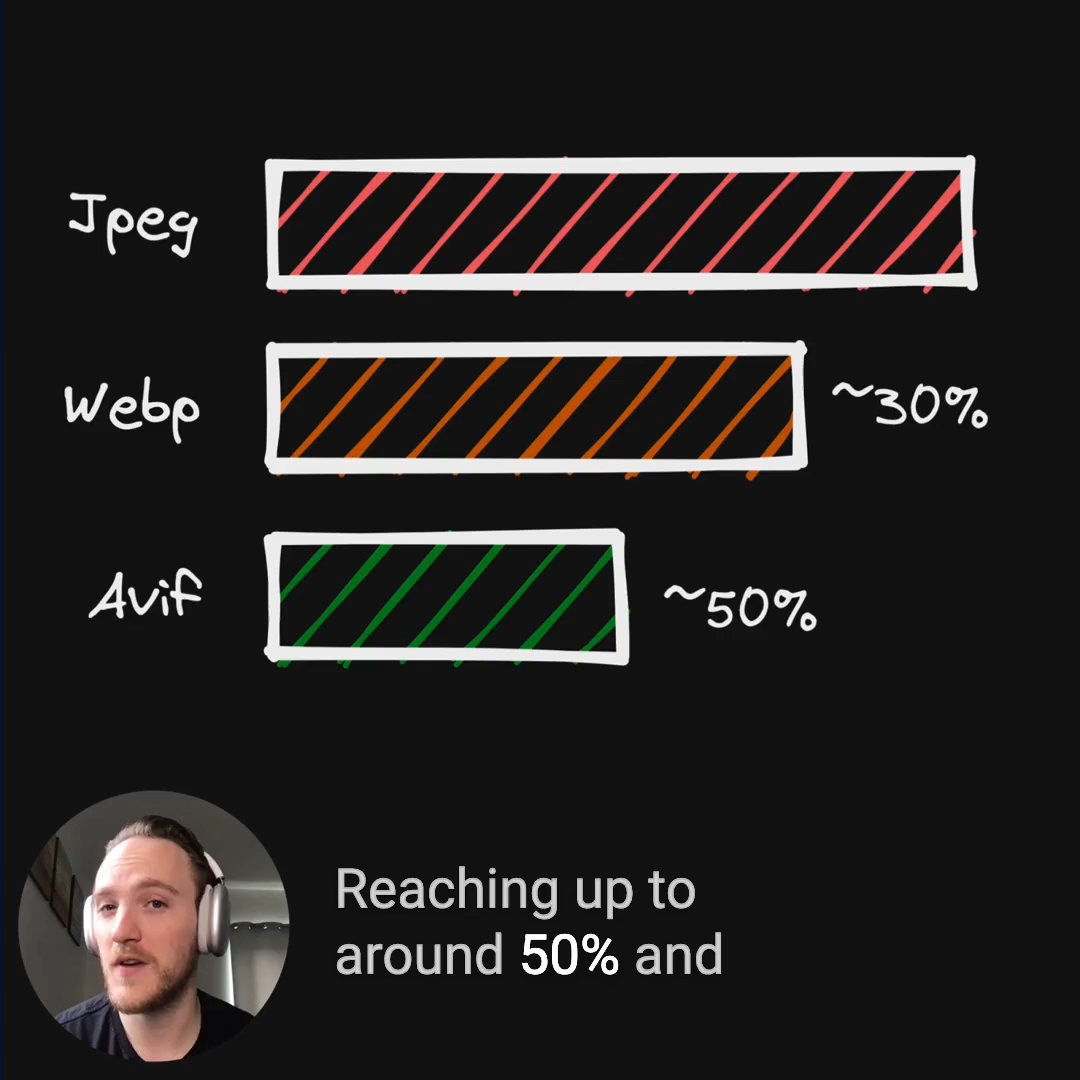 Jpeg
Webp ~30%
Avif ~50%
Reaching up to
around 50% and